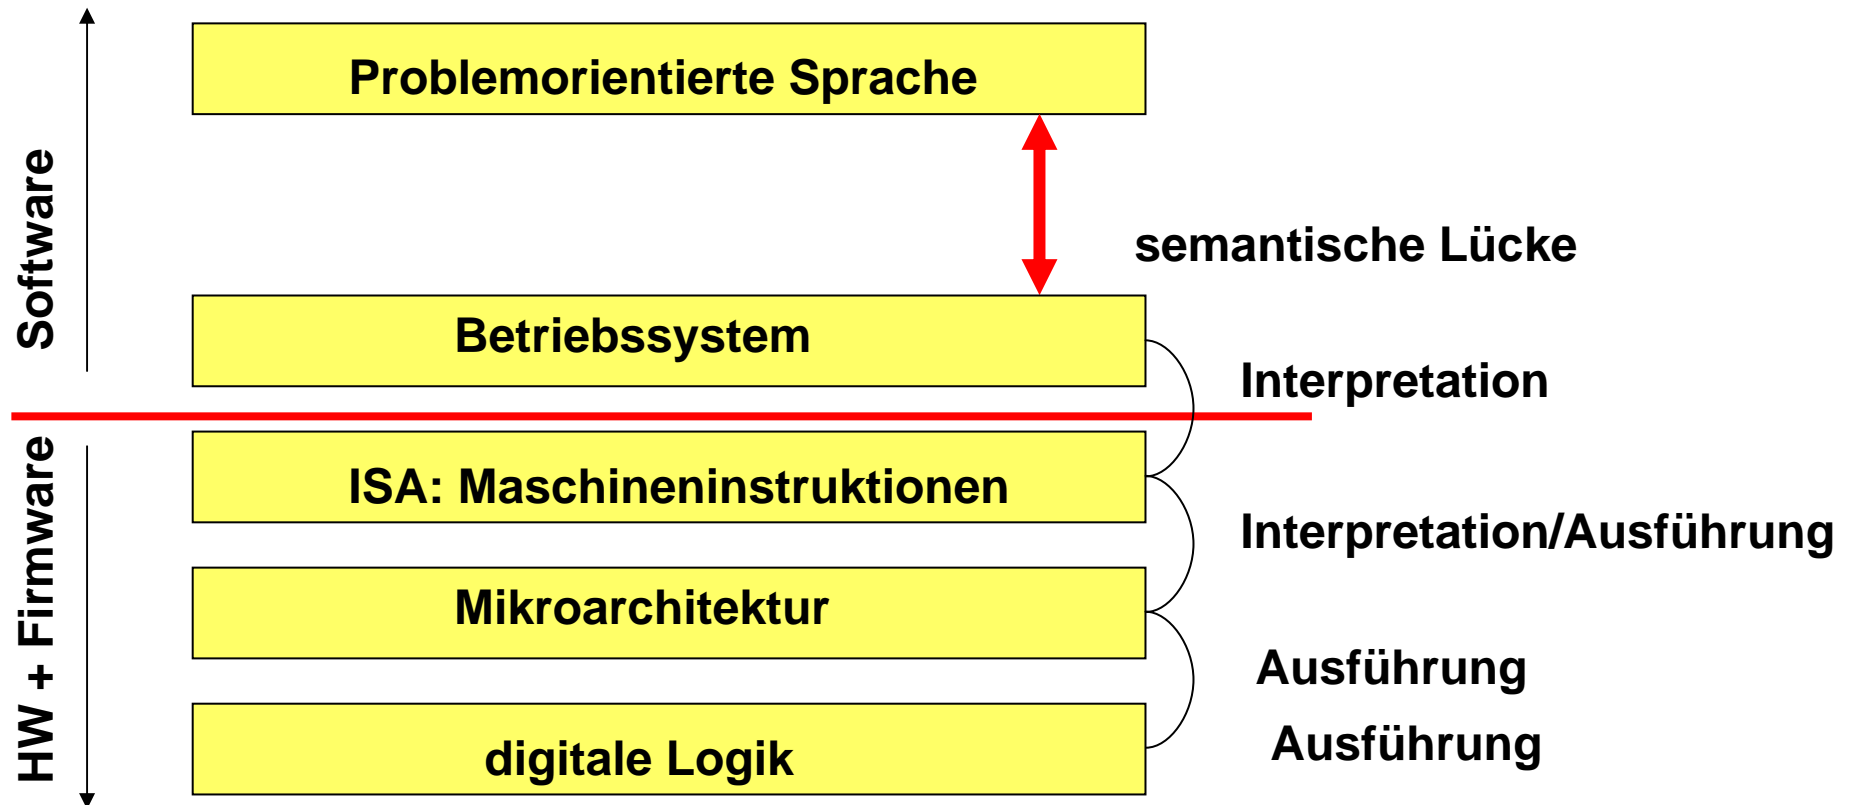 Problemorientierte Sprache
Software
semantische Lücke
Betriebssystem
Interpretation
ISA: Maschineninstruktionen
HW + Firmware
Interpretation/Ausführung
Mikroarchitektur
Ausführung
digitale Logik
Ausführung